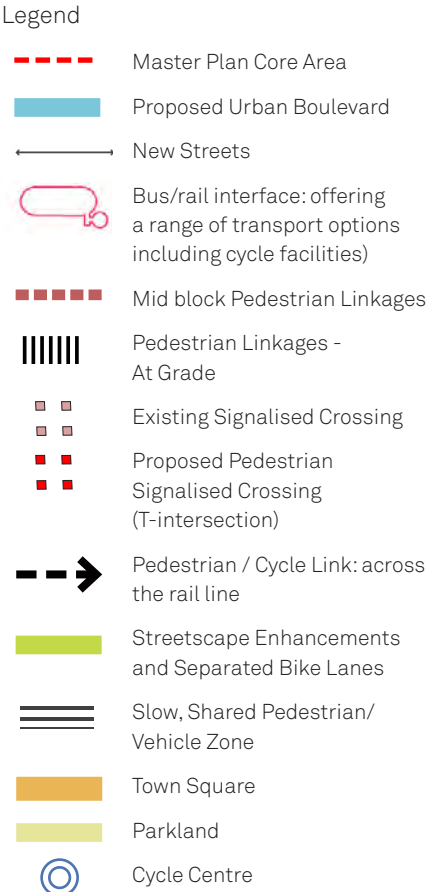 Legend
Master Plan Core Area
Proposed Urban Boulevard
New Streets
Bus/rail interface: offering
a range of transport options
including cycle facilities)
Mid block Pedestrian Linkages
Pedestrian Linkages -
At Grade
Existing Signalised Crossing
Proposed Pedestrian
Signalised Crossing
(T-intersection)
Pedestrian / Cycle Link: across
the rail line
Streetscape Enhancements
and Separated Bike Lanes
Slow, Shared Pedestrian/
Vehicle Zone
Town Square
Parkland
Cycle Centre